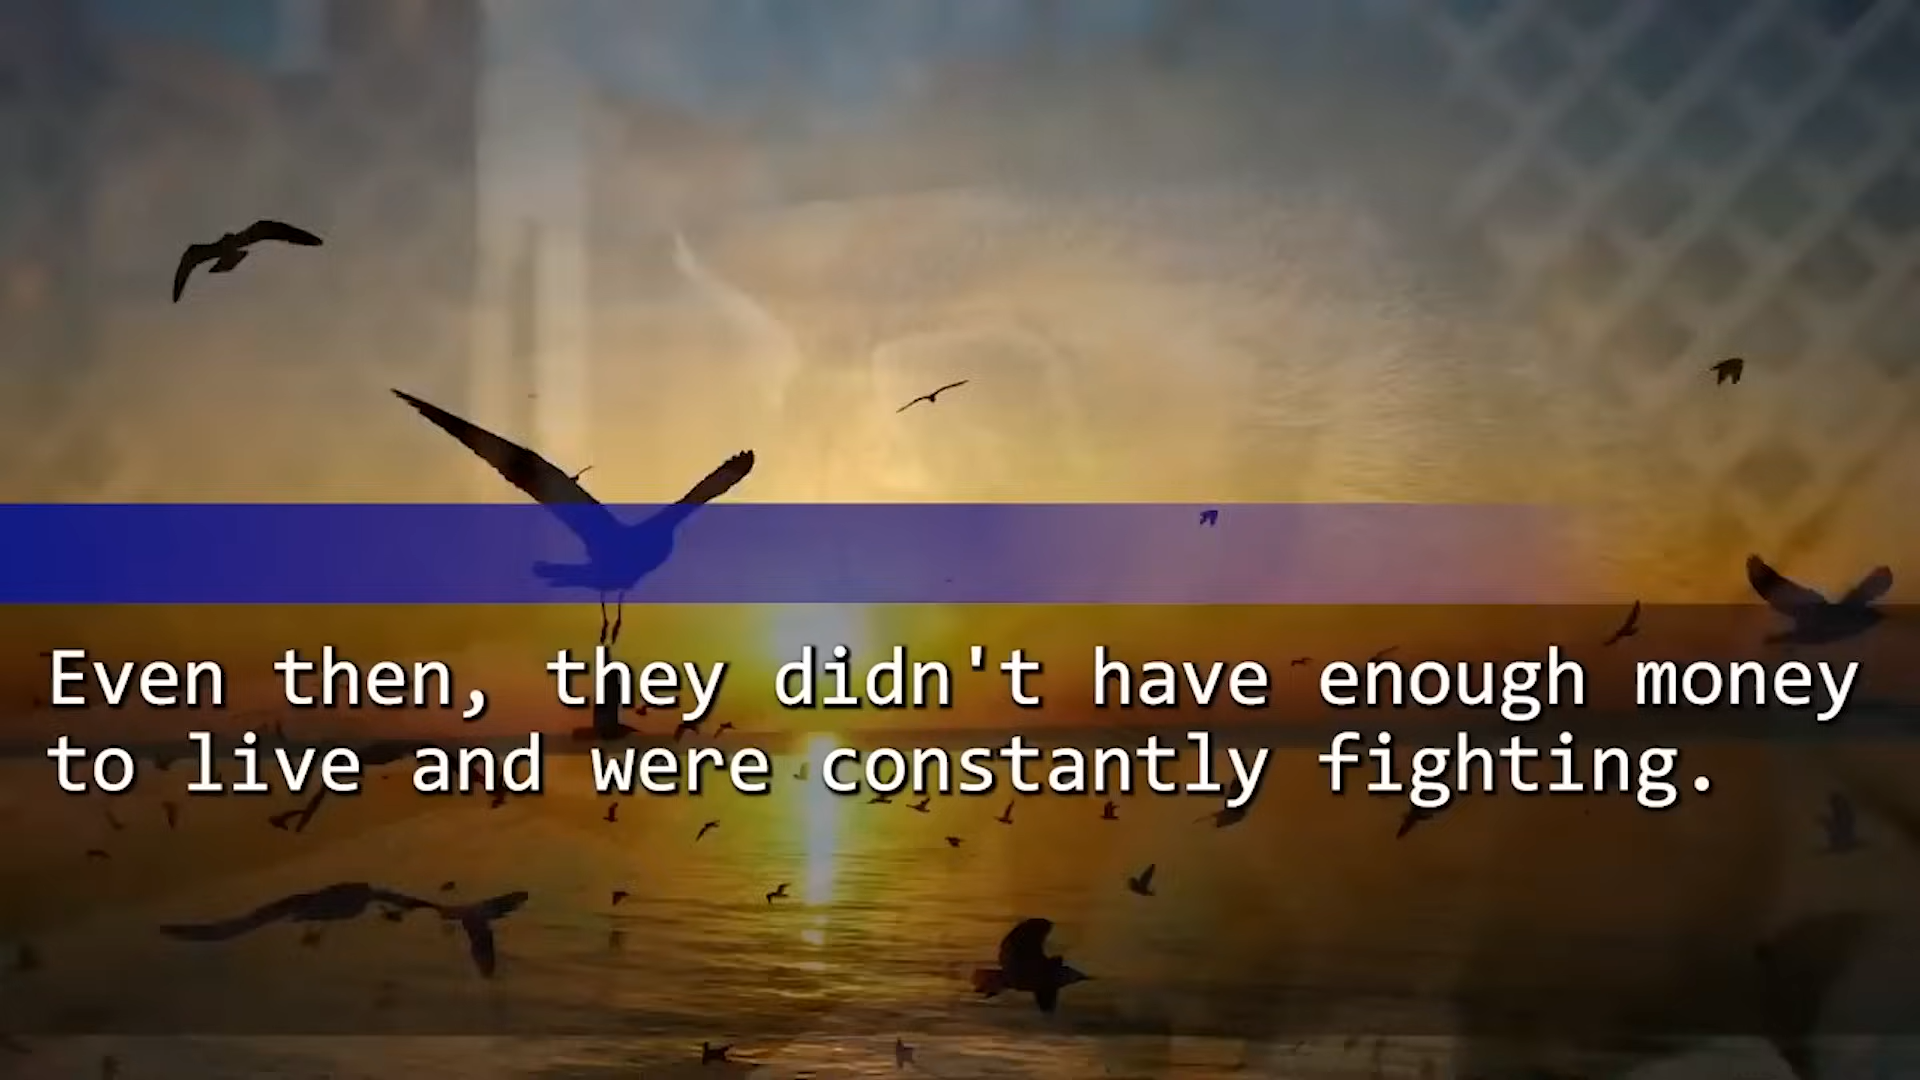 Even then, they didn't have enough money
to live and were constantly fighting.